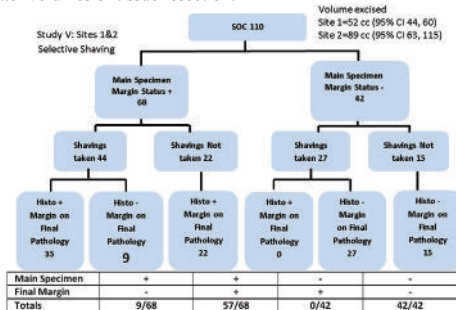 Study V: Sites 1&2
Selective Shaving
SOC 110
Volume excised
Site 1=52 cc (95% CI 44, 60)
Site 2=89 cc (95% CI 63, 115)
Main Specimen
Margin Status +
68
Main Specimen
Margin Status -
42
Shavings
taken 44
Shavings Not
taken 22
Shavings
taken 27
Shavings Not
taken 15
Histo +
Margin on
Final
Pathology
35
Histo -
Margin on
Final
Pathology
9
Histo +
Margin on
Final
Pathology
22
Histo +
Margin on
Final
Pathology
0
Histo -
Margin on
Final
Pathology
27
Histo -
Margin on
Final
Pathology
15
Main Specimen + + - -
Final Margin - + + -
Totals 9/68 57/68 0/42 42/42